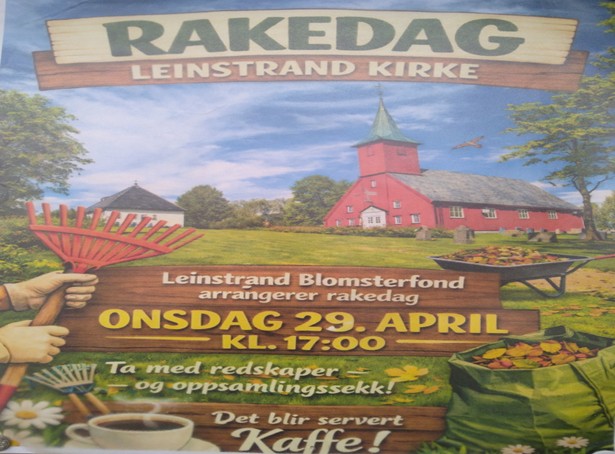 RAKEDAG
LEINSTRAND KIRKE
Leinstrand Blomsterfond
arrangerer rakedag
ONSDAG 29. APRIL
KL. 17:00
Ta med redskaper
og oppsamlingssekk!
Det blir servert
Kaffe!